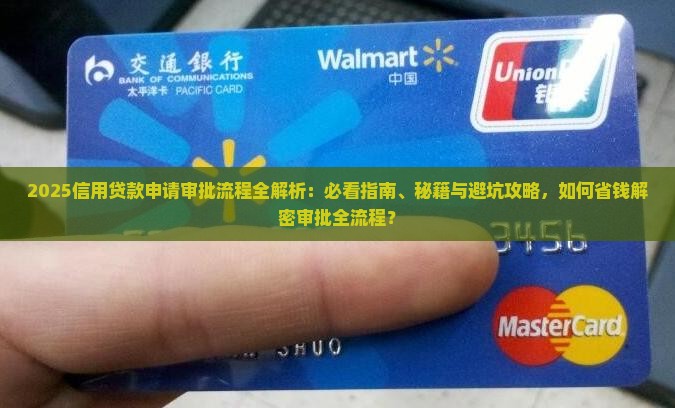 交通銀行
BANK OF COMMUNICATIONS
太平洋卡 PACIFIC CARD
Walmart
中国
Union
银
2025信用贷款申请审批流程全解析：必看指南、秘籍与避坑攻略，如何省钱解
密审批全流程？
3456
SHUO
MasterCard